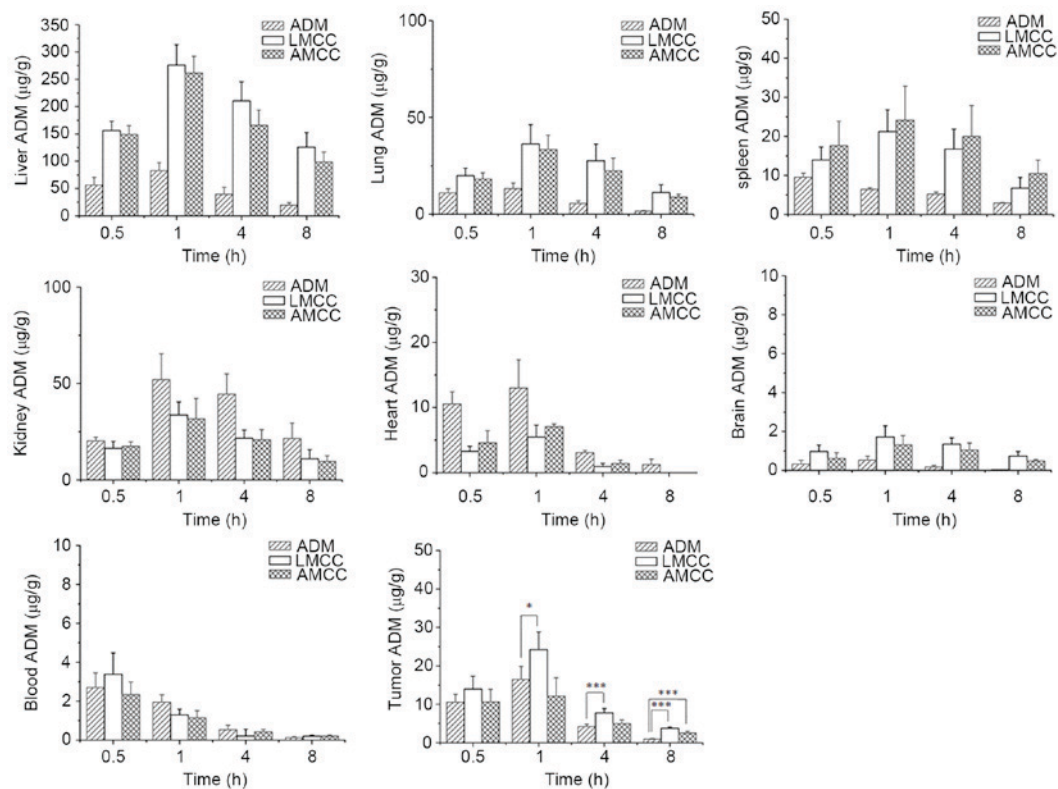 Liver ADM (μg/g)
350
300
250
200
150
100
50
0
ADM
LMCC
AMCC
0.5 1 4 8
Time (h)
Lung ADM (μg/g)
100
50
0
ADM
LMCC
AMCC
0.5 1 4 8
Time (h)
spleen ADM (μg/g)
50
40
30
20
10
0
ADM
LMCC
AMCC
0.5 1 4 8
Time (h)
Kidney ADM (μg/g)
100
50
0
ADM
LMCC
AMCC
0.5 1 4 8
Time (h)
Heart ADM (μg/g)
30
20
10
0
ADM
LMCC
AMCC
0.5 1 4 8
Time (h)
Brain ADM (μg/g)
10
8
6
4
2
0
ADM
LMCC
AMCC
0.5 1 4 8
Time (h)
Blood ADM (μg/g)
10
8
6
4
2
0
ADM
LMCC
AMCC
0.5 1 4 8
Time (h)
Tumor ADM (μg/g)
50
40
30
20
10
0
ADM
LMCC
AMCC
*
***
***
***
0.5 1 4 8
Time (h)